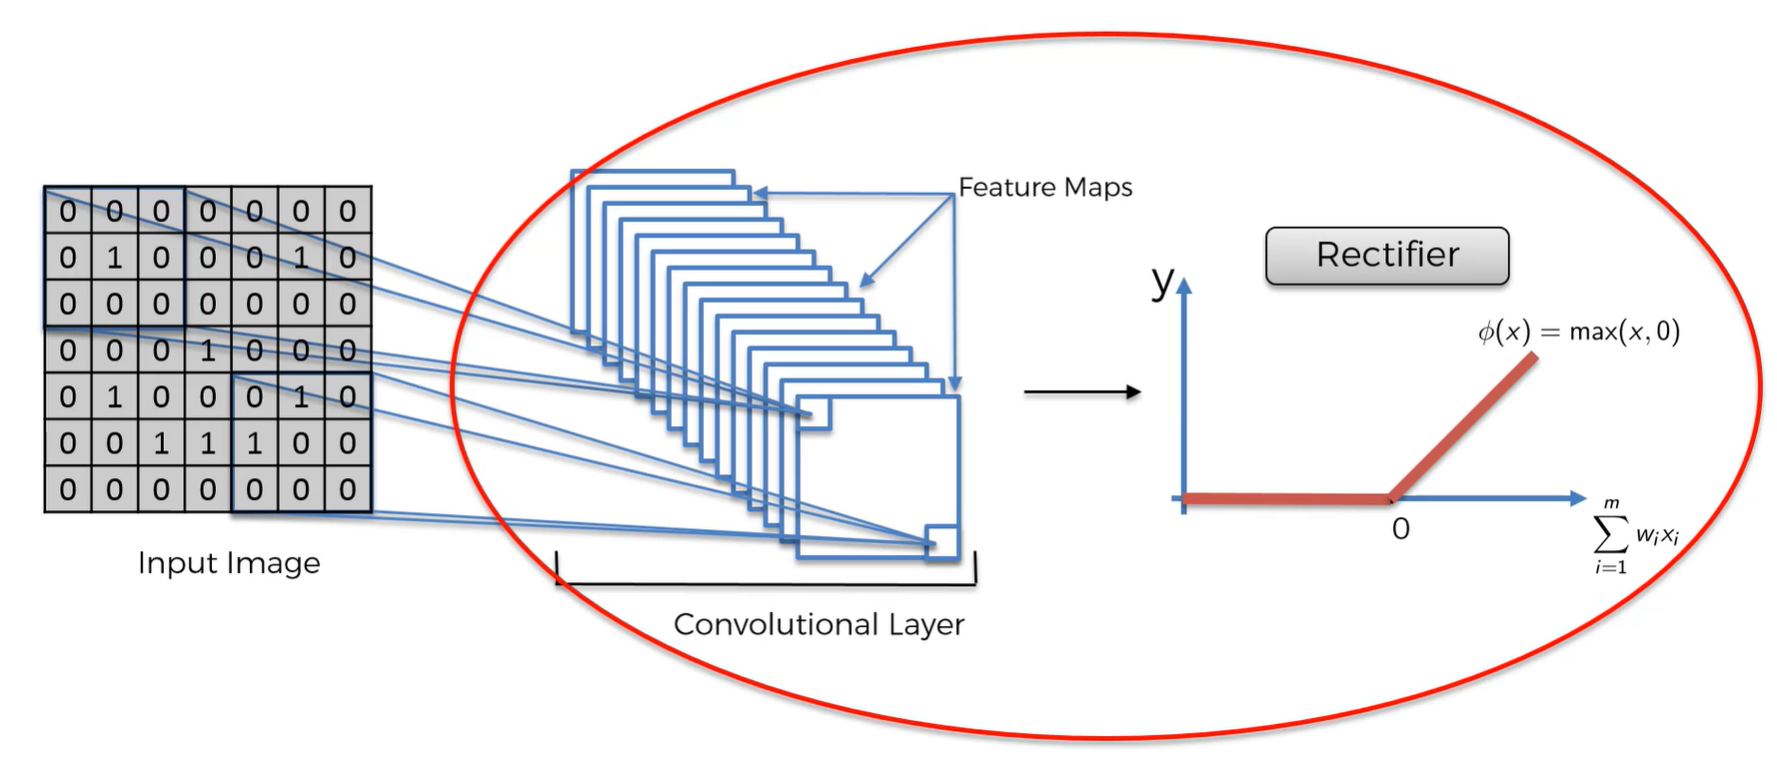 0 0 0 0 0 0 0
0 1 0 0 0 1 0
0 0 0 0 0 0 0
0 0 0 1 0 0 0
0 1 0 0 0 1 0
0 0 1 1 1 0 0
0 0 0 0 0 0 0
Input Image
Feature Maps
Convolutional Layer
Rectifier
y
ϕ(x) = max(x, 0)
0
m
∑ wᵢxᵢ
i=1